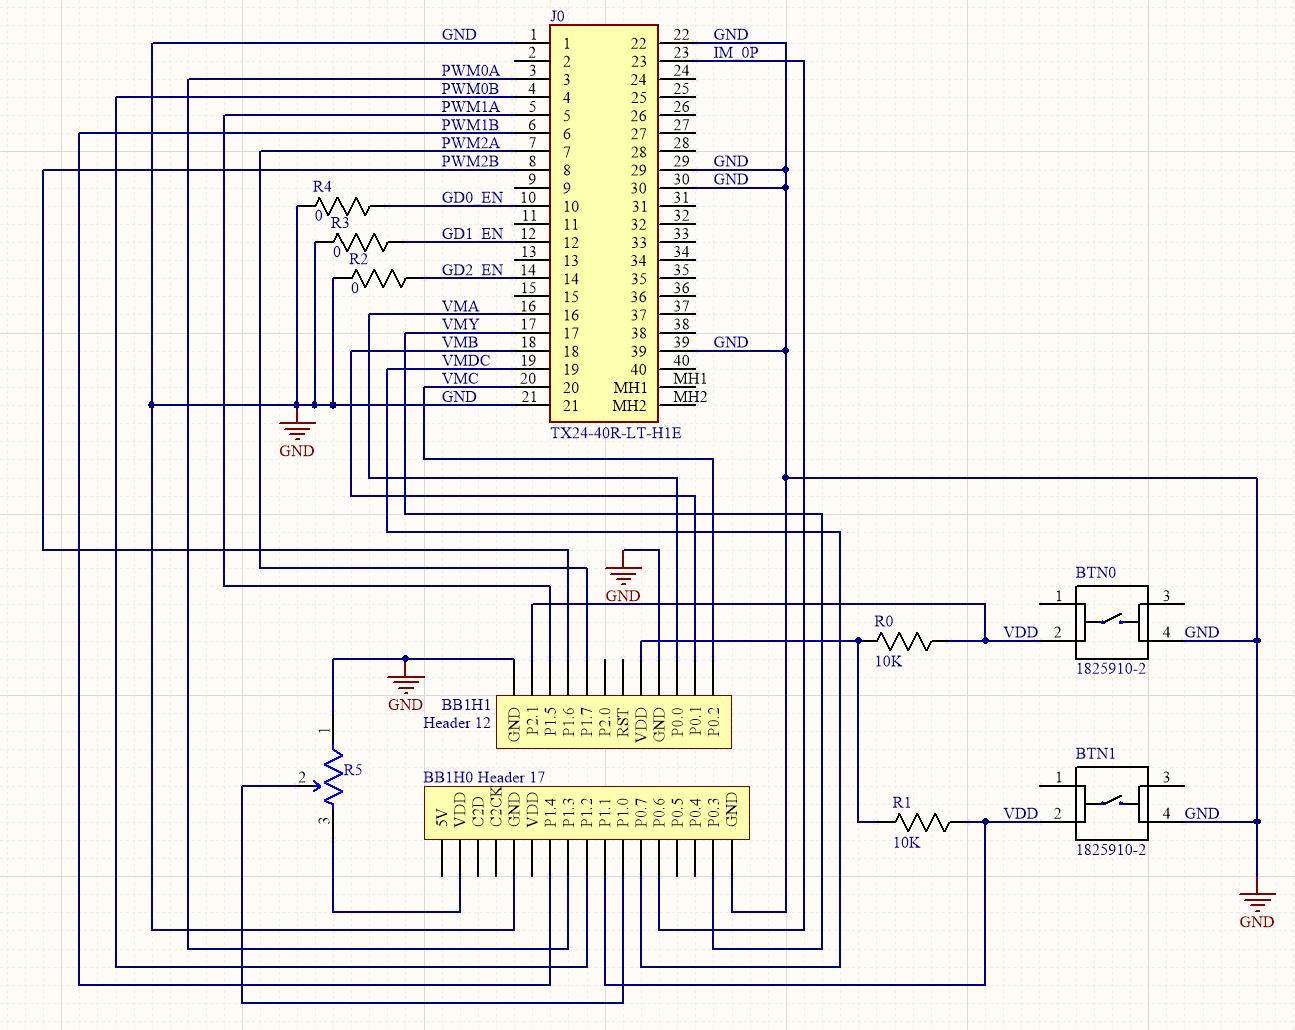 J0
GND 1 1 22 22 GND
2 2 23 23 IM_0P
PWM0A 3 3 24 24
PWM0B 4 4 25 25
PWM1A 5 5 26 26
PWM1B 6 6 27 27
PWM2A 7 7 28 28
PWM2B 8 8 29 29 GND
9 9 30 30 GND
R4
0
GD0_EN 10 10 31 31
11 11 32 32
R3
0
GD1_EN 12 12 33 33
13 13 34 34
R2
0
GD2_EN 14 14 35 35
15 15 36 36
VMA 16 16 37 37
VMY 17 17 38 38
VMB 18 18 39 39 GND
VMDC 19 19 40 40
VMC 20 20 MH1 MH1
GND 21 21 MH2 MH2
TX24-40R-LT-H1E
GND
GND
BTN0
1 3
VDD 2 4 GND
1825910-2
R0
10K
GND
BB1H1
Header 12
GND P2.1 P1.5 P1.6 P1.7 P2.0 RST VDD GND P0.0 P0.1 P0.2
1
2 R5
3
BB1H0 Header 17
5V VDD C2D C2CK GND VDD P1.4 P1.3 P1.2 P1.1 P1.0 P0.7 P0.6 P0.5 P0.4 P0.3 GND
BTN1
1 3
VDD 2 4 GND
1825910-2
R1
10K
GND